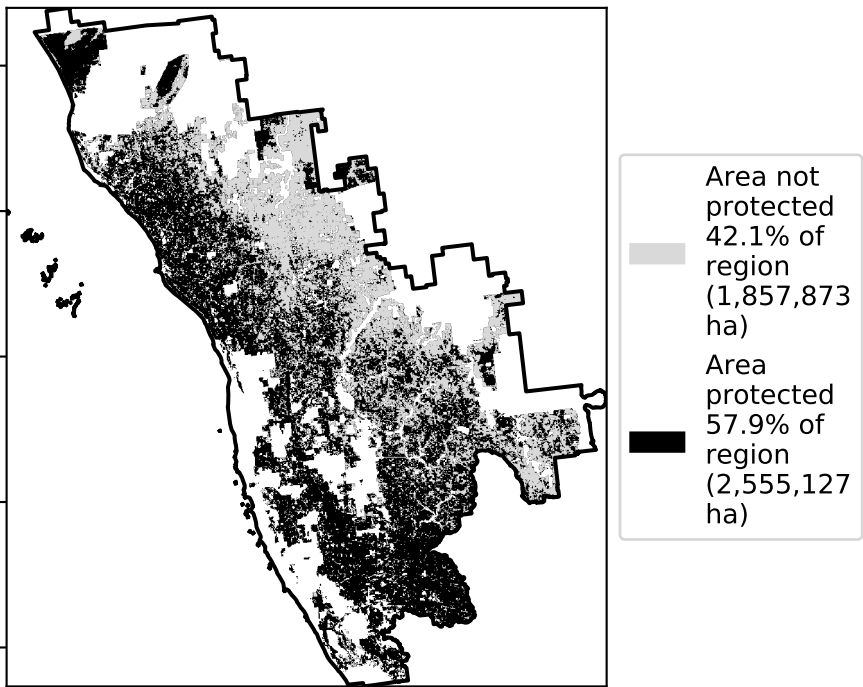 Area not
protected
42.1% of
region
(1,857,873
ha)
Area
protected
57.9% of
region
(2,555,127
ha)